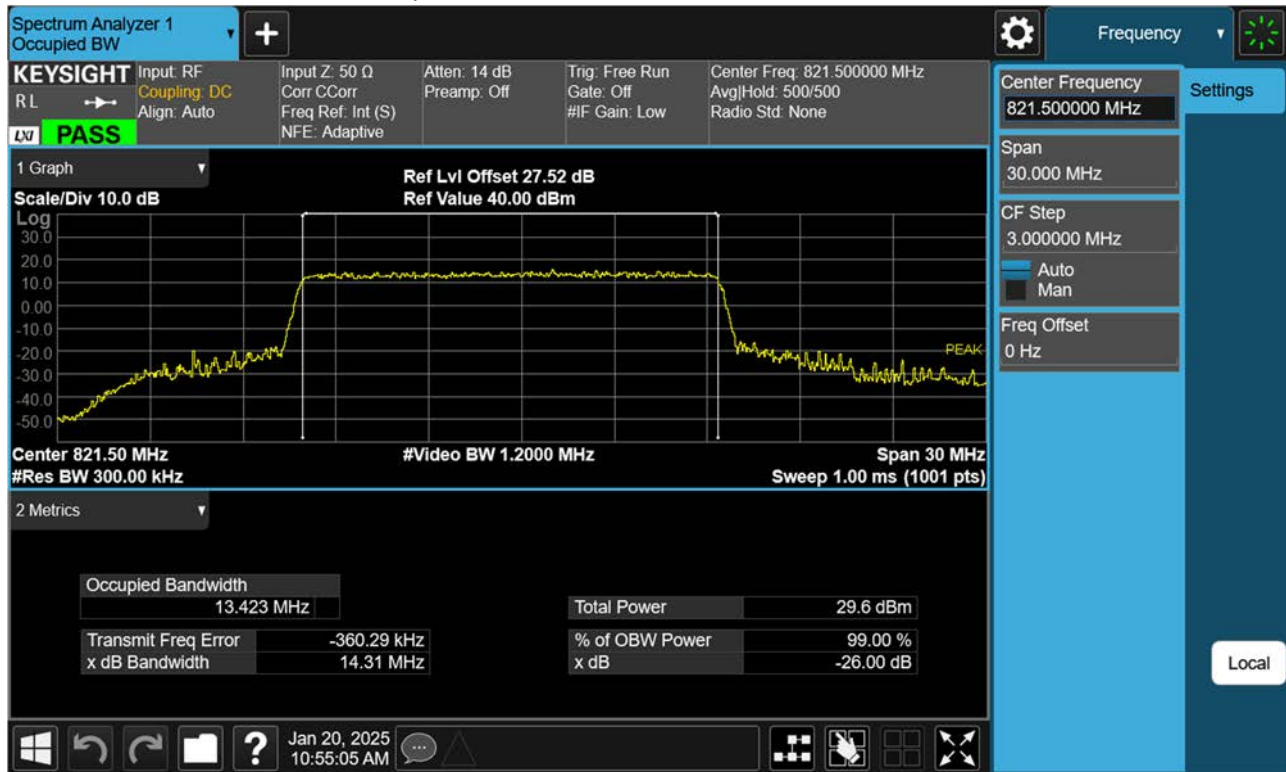 Spectrum Analyzer 1
Occupied BW
+
Frequency
KEYSIGHT
RL
LXI
PASS
Input: RF
Coupling: DC
Align: Auto
Input Z: 50 Ω
Corr CCorr
Freq Ref: Int (S)
NFE: Adaptive
Atten: 14 dB
Preamp: Off
Trig: Free Run
Gate: Off
#IF Gain: Low
Center Freq: 821.500000 MHz
Avg|Hold: 500/500
Radio Std: None
Center Frequency
821.500000 MHz
Settings
Span
30.000 MHz
CF Step
3.000000 MHz
Auto
Man
Freq Offset
0 Hz
Local
1 Graph
Scale/Div 10.0 dB
Ref Lvl Offset 27.52 dB
Ref Value 40.00 dBm
Log
30.0
20.0
10.0
0.00
-10.0
-20.0
-30.0
-40.0
-50.0
PEAK
Center 821.50 MHz
#Video BW 1.2000 MHz
Span 30 MHz
#Res BW 300.00 kHz
Sweep 1.00 ms (1001 pts)
2 Metrics
Occupied Bandwidth
13.423 MHz
Total Power 29.6 dBm
Transmit Freq Error -360.29 kHz
% of OBW Power 99.00 %
x dB Bandwidth 14.31 MHz
x dB -26.00 dB
?
Jan 20, 2025
10:55:05 AM